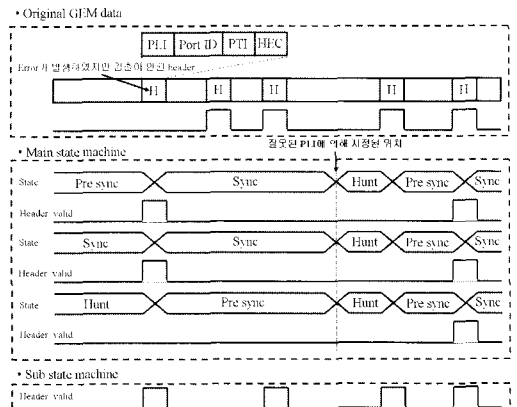 • Original GEM data
PLI Port ID PTI HEC
Error가 발생하였지만 검출이 안된 header
H H H H H
잘못된 PLI에 의해 지정된 위치
• Main state machine
State Pre sync Sync Hunt Pre sync Sync
Header valid
State Sync Sync Hunt Pre sync Sync
Header valid
State Hunt Pre sync Hunt Pre sync Sync
Header valid
• Sub state machine
Header valid